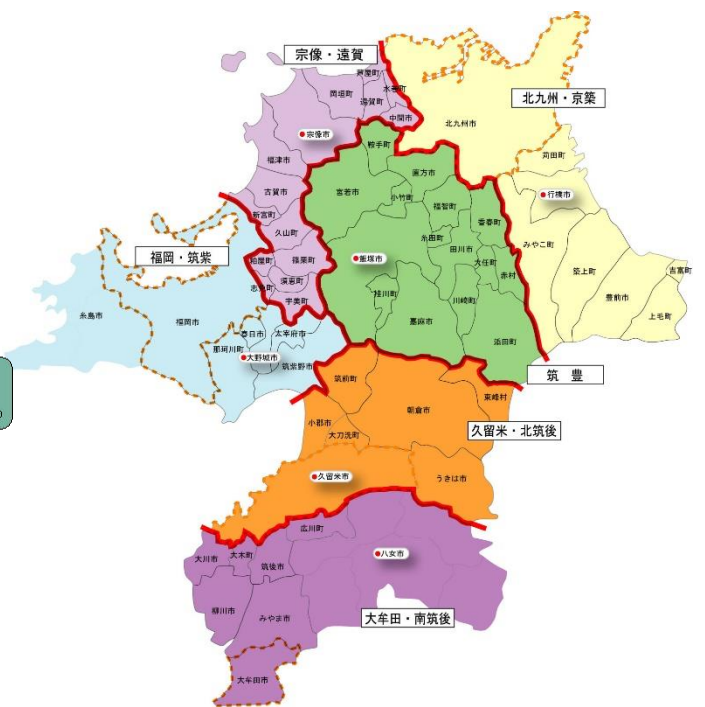 宗像・遠賀
芦屋町
水巻町
岡垣町
遠賀町
中間市
北九州・京築
北九州市
宗像市
鞍手町
苅田町
福津市
直方市
古賀市
宮若市
小竹町
福智町
行橋市
新宮町
香春町
久山町
糸田町
田川市
みやこ町
福岡・筑紫
粕屋町
篠栗町
飯塚市
大任町
赤村
築上町
吉富町
志免町
須恵町
桂川町
川崎町
豊前市
宇美町
上毛町
糸島市
福岡市
嘉麻市
添田町
春日市
太宰府市
那珂川町
大野城市
筑紫野市
筑豊
筑前町
東峰村
朝倉市
小郡市
大刀洗町
久留米・北筑後
久留米市
うきは市
広川町
大川市
大木町
八女市
筑後市
柳川市
みやま市
大牟田・南筑後
大牟田市